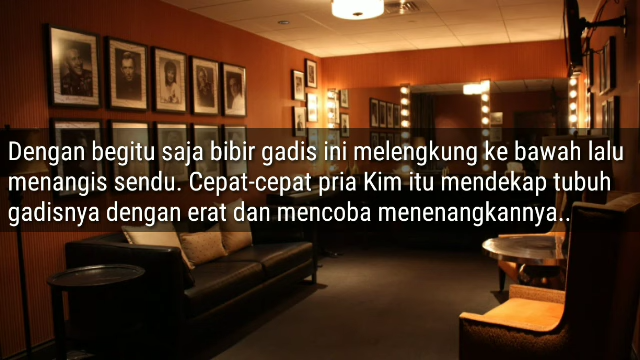 Dengan begitu saja bibir gadis ini melengkung ke bawah lalu
menangis sendu. Cepat-cepat pria Kim itu mendekap tubuh
gadisnya dengan erat dan mencoba menenangkannya..